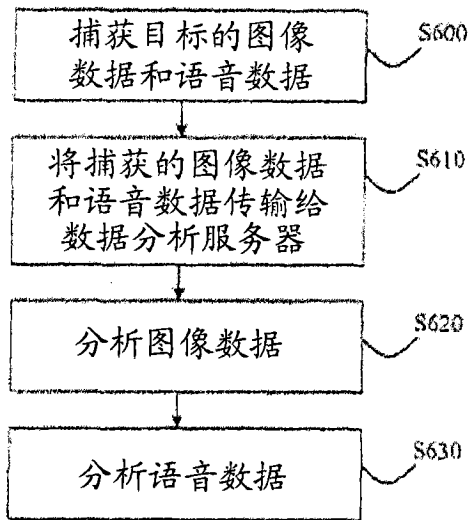 捕获目标的图像
数据和语音数据
S600
将捕获的图像数据
和语音数据传输给
数据分析服务器
S610
分析图像数据
S620
分析语音数据
S630